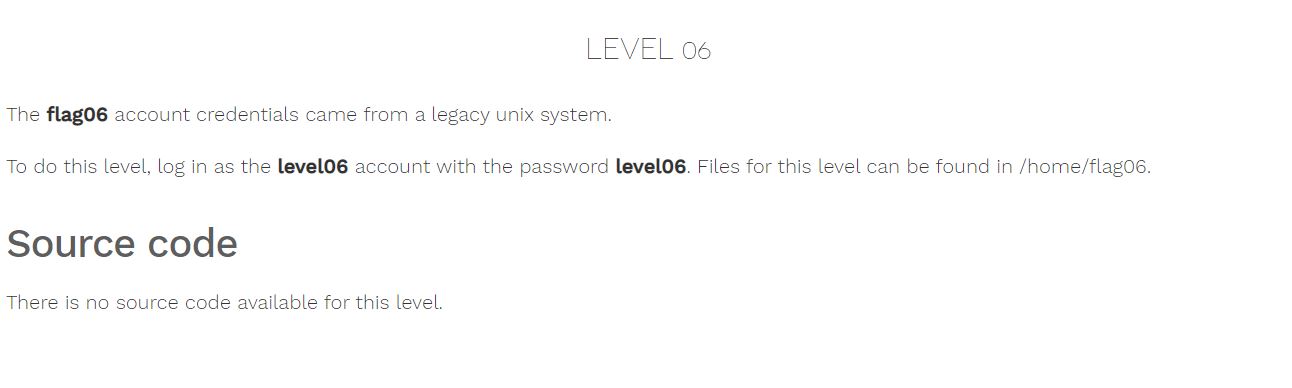 LEVEL 06
The flag06 account credentials came from a legacy unix system.
To do this level, log in as the level06 account with the password level06. Files for this level can be found in /home/flag06.
Source code
There is no source code available for this level.